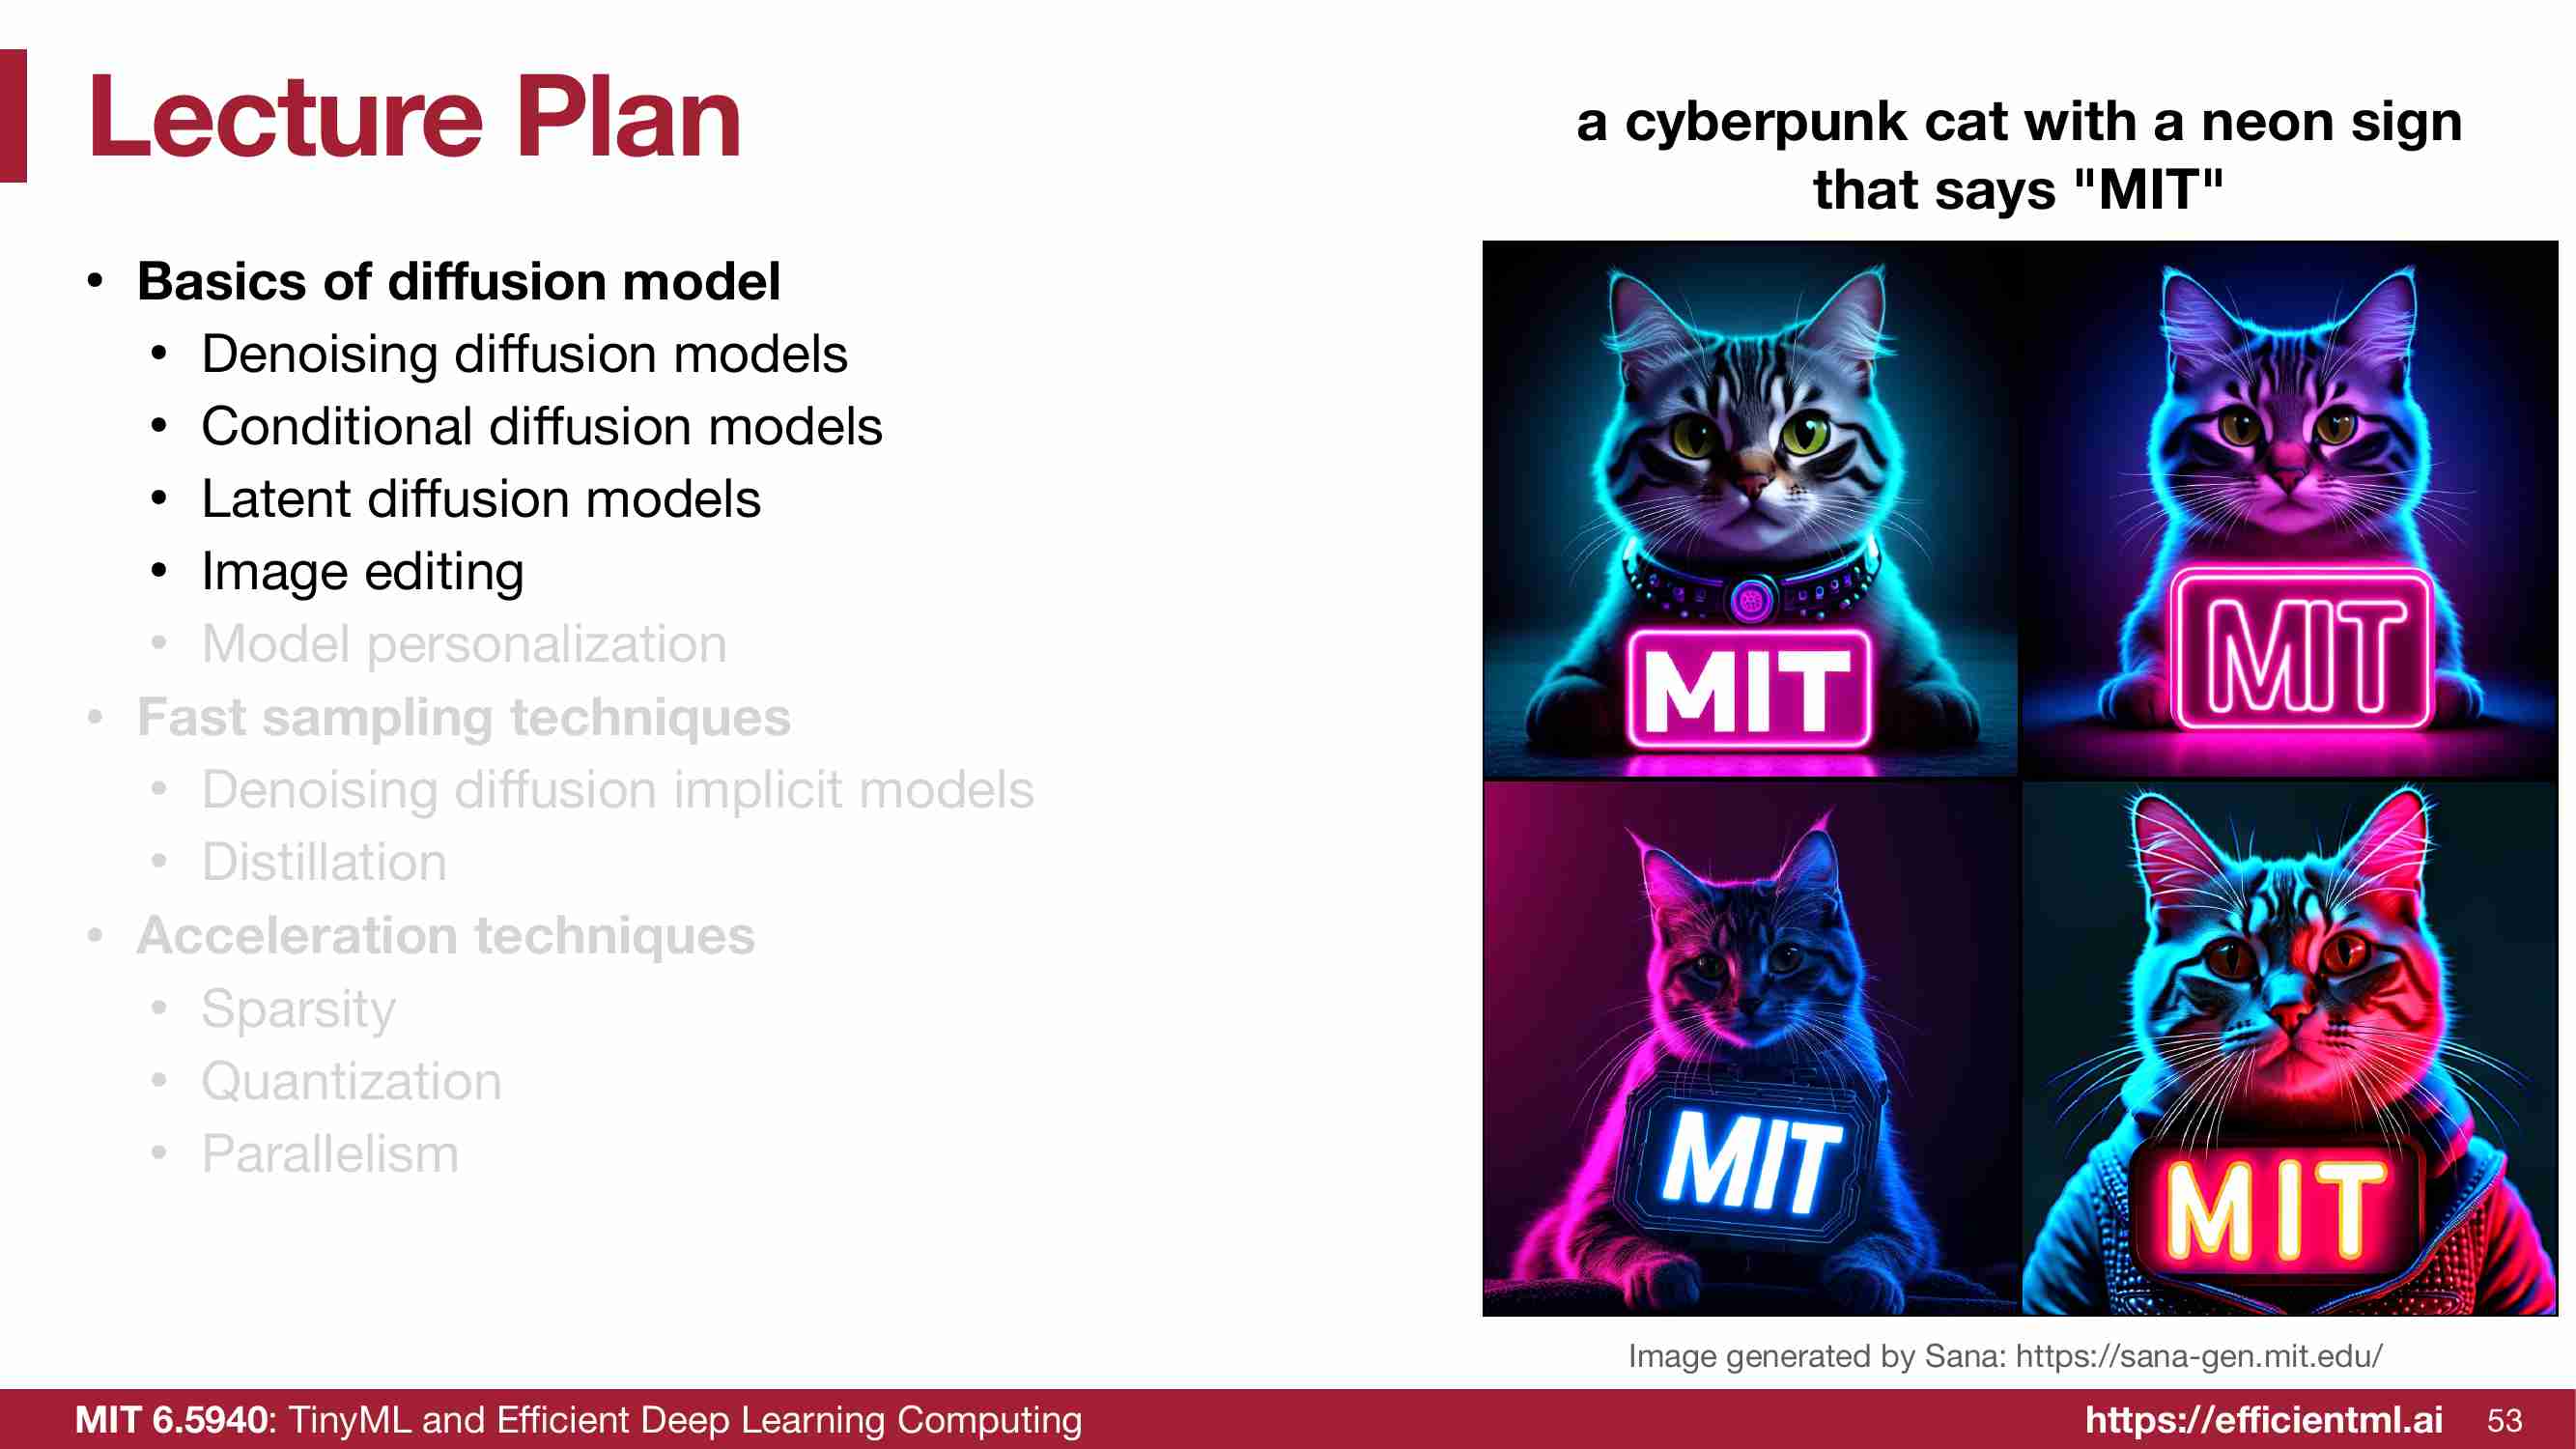 Lecture Plan
• Basics of diffusion model
• Denoising diffusion models
• Conditional diffusion models
• Latent diffusion models
• Image editing
• Model personalization
• Fast sampling techniques
• Denoising diffusion implicit models
• Distillation
• Acceleration techniques
• Sparsity
• Quantization
• Parallelism
a cyberpunk cat with a neon sign
that says "MIT"
MIT
MIT
MIT
MIT
Image generated by Sana: https://sana-gen.mit.edu/
MIT 6.5940: TinyML and Efficient Deep Learning Computing
https://efficientml.ai 53